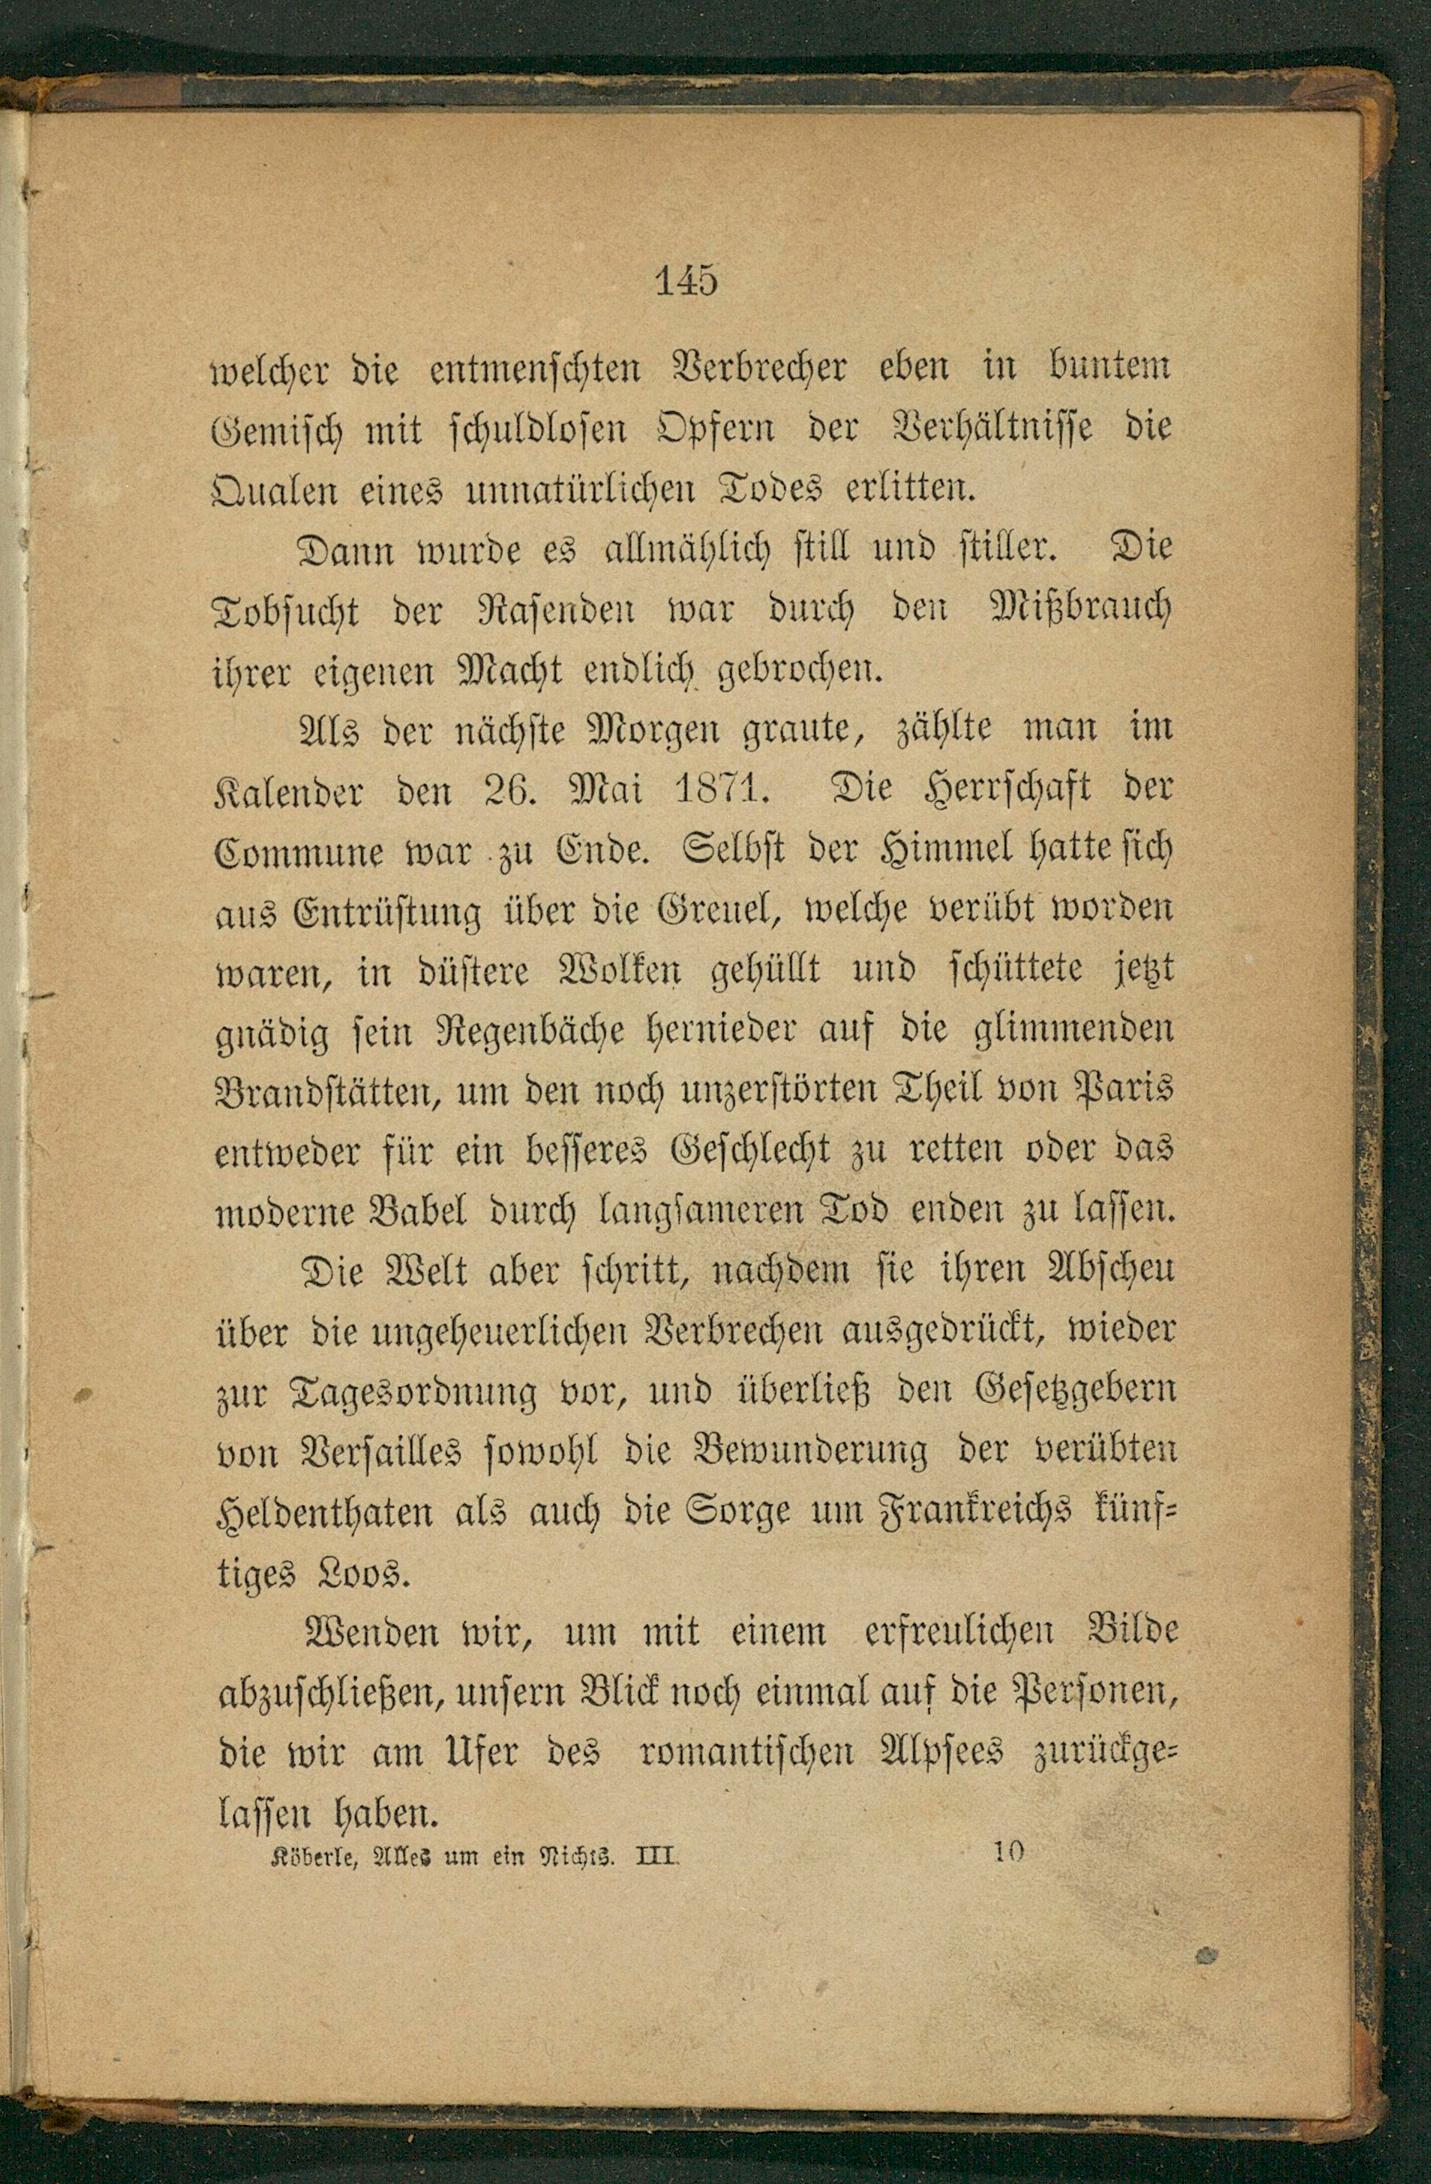 145
welcher die entmenschten Verbrecher eben in buntem
Gemisch mit schuldlosen Opfern der Verhältnisse die
Qualen eines unnatürlichen Todes erlitten.
Dann wurde es allmählich still und stiller. Die
Tobsucht der Rasenden war durch den Mißbrauch
ihrer eigenen Macht endlich gebrochen.
Als der nächste Morgen graute, zählte man im
Kalender den 26. Mai 1871. Die Herrschaft der
Commune war zu Ende. Selbst der Himmel hatte sich
aus Entrüstung über die Greuel, welche verübt worden
waren, in düstere Wolken gehüllt und schüttete jetzt
gnädig sein Regenbäche hernieder auf die glimmenden
Brandstätten, um den noch unzerstörten Theil von Paris
entweder für ein besseres Geschlecht zu retten oder das
moderne Babel durch langsameren Tod enden zu lassen.
Die Welt aber schritt, nachdem sie ihren Abscheu
über die ungeheuerlichen Verbrechen ausgedrückt, wieder
zur Tagesordnung vor, und überließ den Gesetzgebern
von Versailles sowohl die Bewunderung der verübten
Heldenthaten als auch die Sorge um Frankreichs künf-
tiges Loos.
Wenden wir, um mit einem erfreulichen Bilde
abzuschließen, unsern Blick noch einmal auf die Personen,
die wir am Ufer des romantischen Alpsees zurückge-
lassen haben.
Köberle, Alles um ein Nichts. III. 10